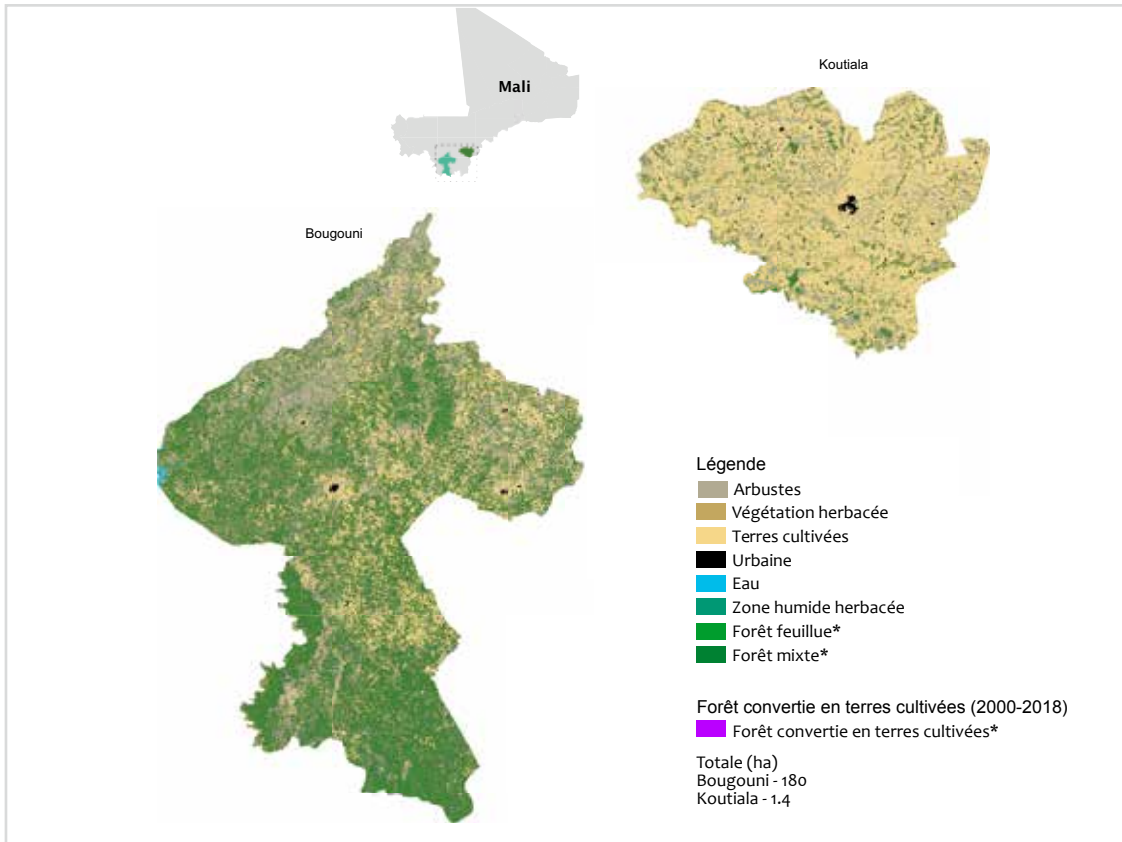 Mali
Koutiala
Bougouni
Légende
Arbustes
Végétation herbacée
Terres cultivées
Urbaine
Eau
Zone humide herbacée
Forêt feuillue*
Forêt mixte*
Forêt convertie en terres cultivées (2000-2018)
Forêt convertie en terres cultivées*
Totale (ha)
Bougouni - 180
Koutiala - 1.4